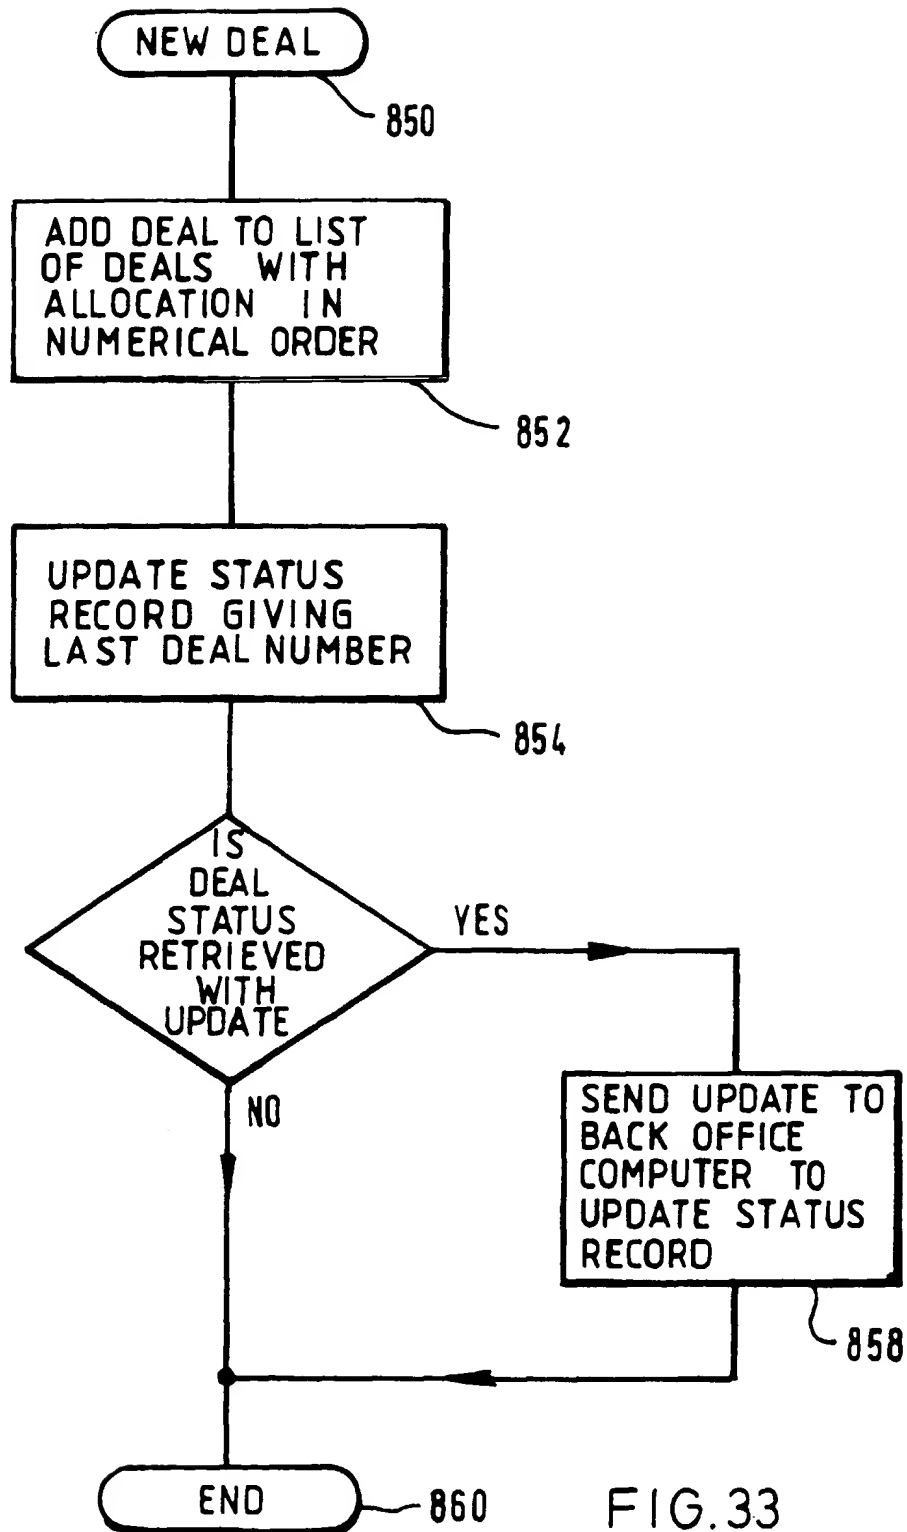 NEW DEAL
850
ADD DEAL TO LIST
OF DEALS WITH
ALLOCATION IN
NUMERICAL ORDER
852
UPDATE STATUS
RECORD GIVING
LAST DEAL NUMBER
854
IS
DEAL
STATUS
RETRIEVED
WITH
UPDATE
YES
NO
SEND UPDATE TO
BACK OFFICE
COMPUTER TO
UPDATE STATUS
RECORD
858
END
860
FIG.33